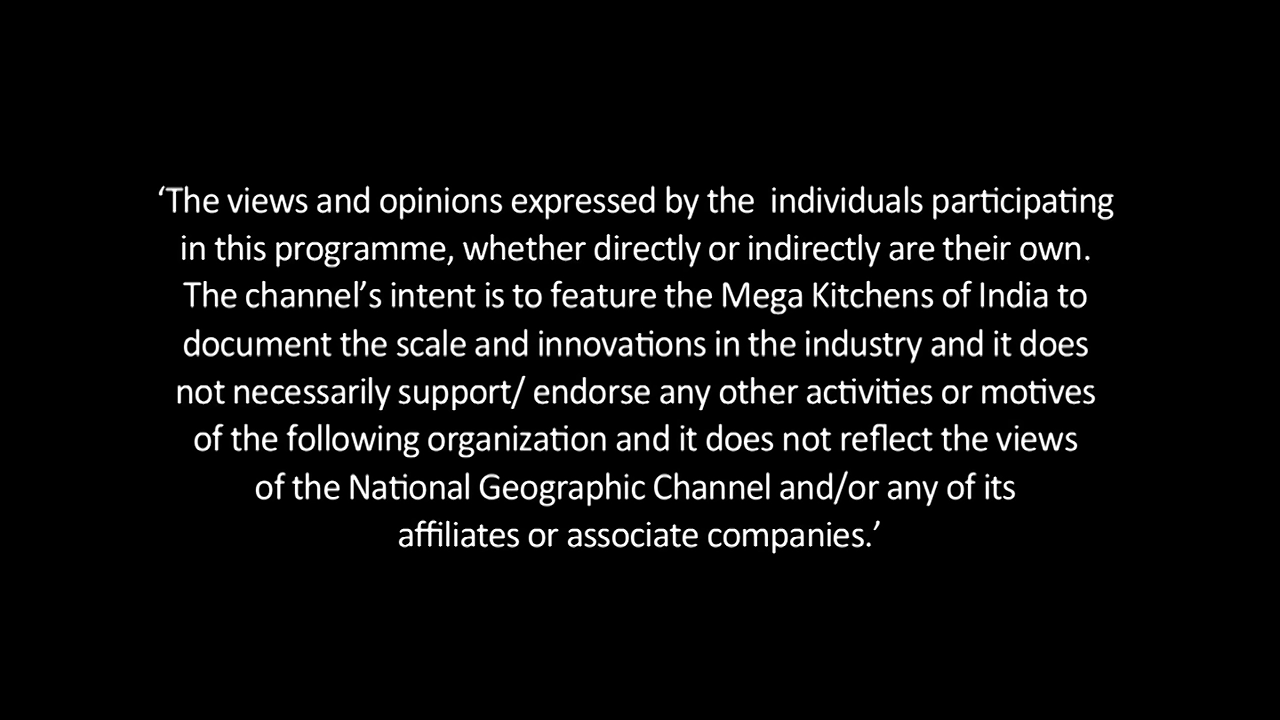 ‘The views and opinions expressed by the  individuals participating
in this programme, whether directly or indirectly are their own.
The channel’s intent is to feature the Mega Kitchens of India to
document the scale and innovations in the industry and it does
not necessarily support/ endorse any other activities or motives
of the following organization and it does not reflect the views
of the National Geographic Channel and/or any of its
affiliates or associate companies.’